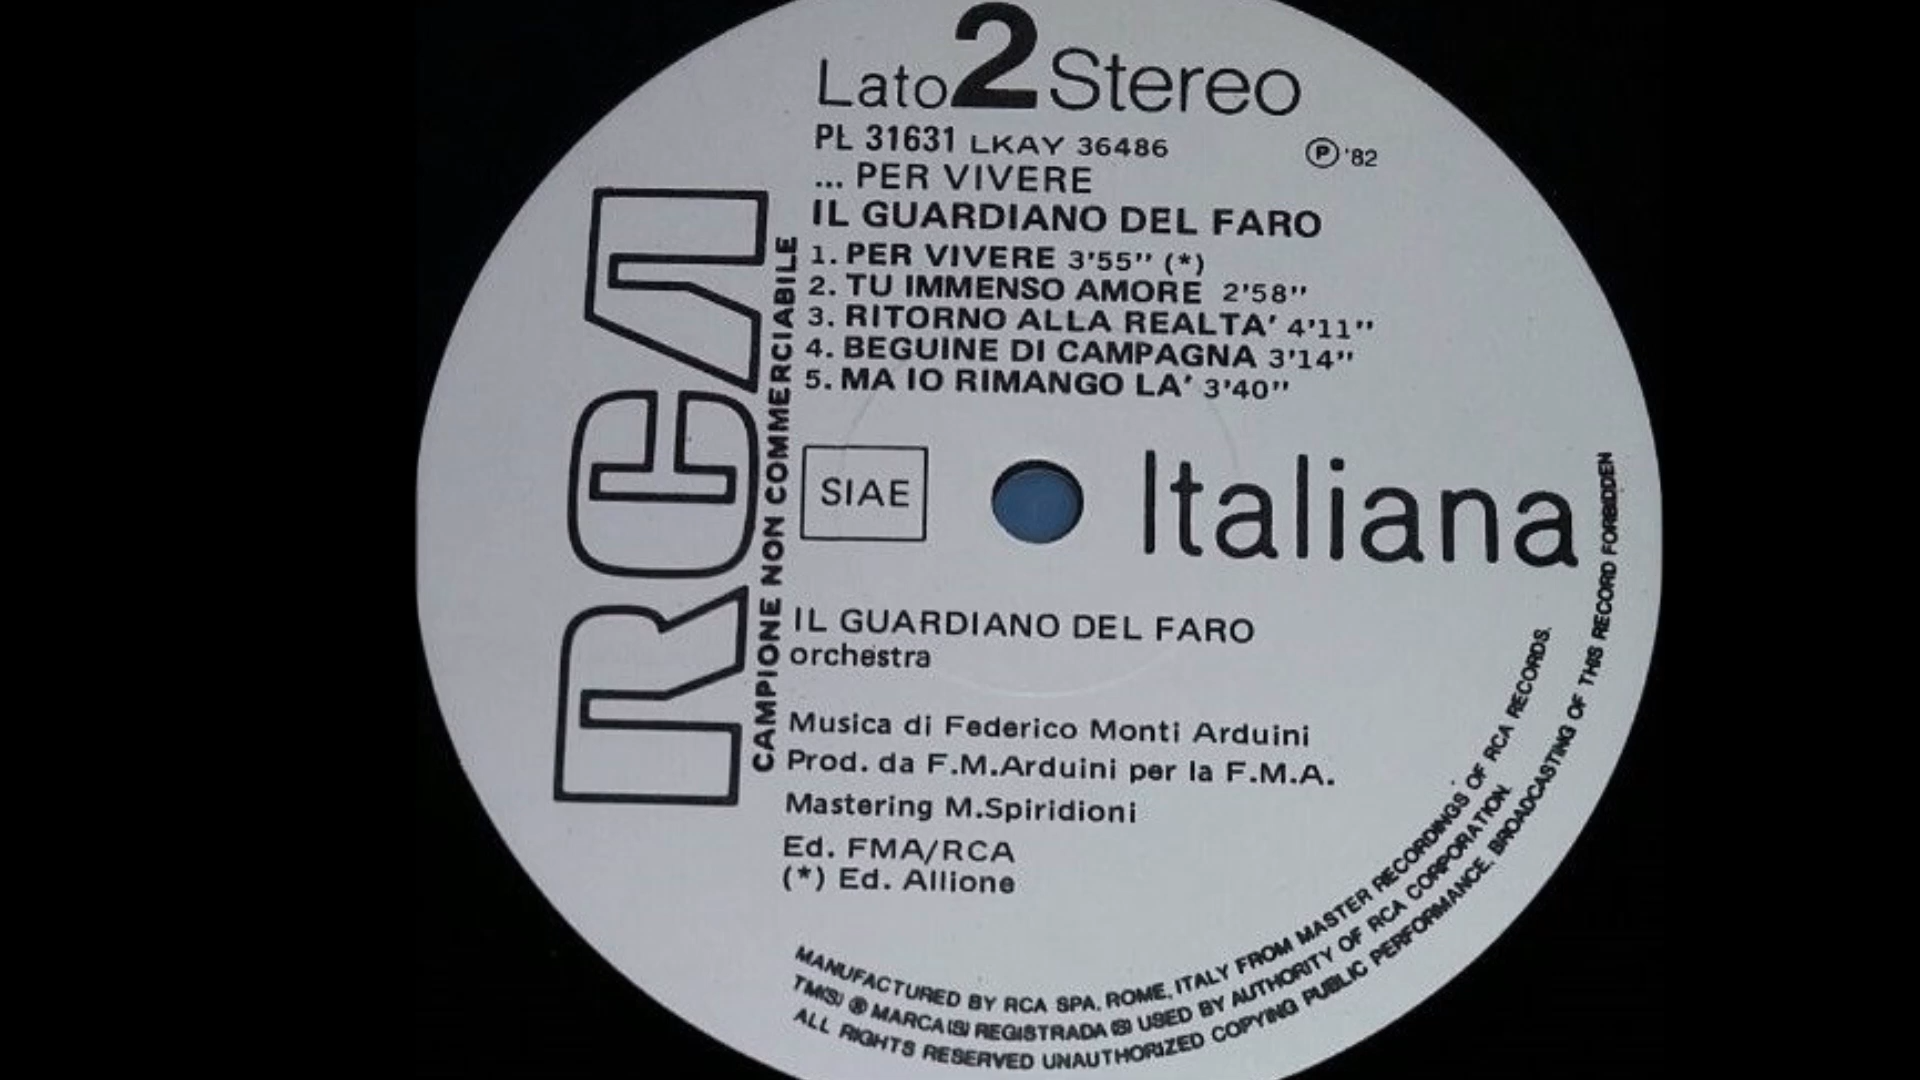 Lato 2 Stereo
PL 31631 LKAY 36486
Ⓟ '82
... PER VIVERE
IL GUARDIANO DEL FARO
1. PER VIVERE 3'55" (*)
2. TU IMMENSO AMORE 2'58"
3. RITORNO ALLA REALTA' 4'11"
4. BEGUINE DI CAMPAGNA 3'14"
5. MA IO RIMANGO LA' 3'40"
RCA
CAMPIONE NON COMMERCIABILE
SIAE
Italiana
IL GUARDIANO DEL FARO
orchestra
Musica di Federico Monti Arduini
Prod. da F.M.Arduini per la F.M.A.
Mastering M.Spiridioni
Ed. FMA/RCA
(*) Ed. Allione
MANUFACTURED BY RCA SPA. ROME, ITALY FROM MASTER RECORDINGS OF RCA RECORDS.
TM(S) ® MARCA(S) REGISTRADA(S) USED BY AUTHORITY OF RCA CORPORATION.
ALL RIGHTS RESERVED UNAUTHORIZED COPYING PUBLIC PERFORMANCE, BROADCASTING OF THIS RECORD FORBIDDEN